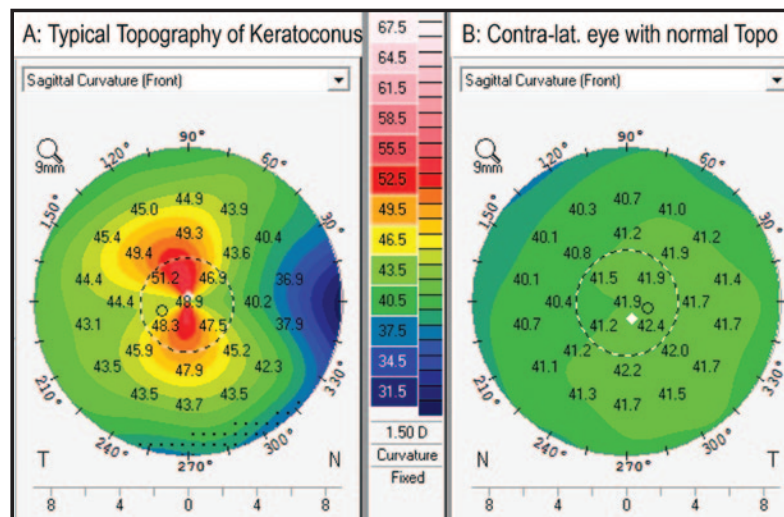 A: Typical Topography of Keratoconus
Sagittal Curvature (Front)
9mm
90°
120° 60°
150° 30°
44.9
45.0 43.9
45.4 49.3 40.4
49.4 43.6
44.4 51.2 46.9 36.9
44.4 48.9 40.2
43.1 48.3 47.5 37.9
45.9 45.2
43.5 47.9 42.3
43.5 43.5
43.7
210° 330°
240° 300°
270°
T N
8 4 0 4 8
67.5
64.5
61.5
58.5
55.5
52.5
49.5
46.5
43.5
40.5
37.5
34.5
31.5
1.50 D
Curvature
Fixed
B: Contra-lat. eye with normal Topo
Sagittal Curvature (Front)
9mm
90°
120° 60°
150° 30°
40.7
40.3 41.0
40.1 41.2 41.2
40.8 41.9
40.1 41.5 41.9 41.4
40.4 41.9 41.7
40.7 41.2 42.4 41.7
41.2 42.0
41.1 42.2 41.7
41.3 41.5
41.7
210° 330°
240° 300°
270°
N T
8 4 0 4 8